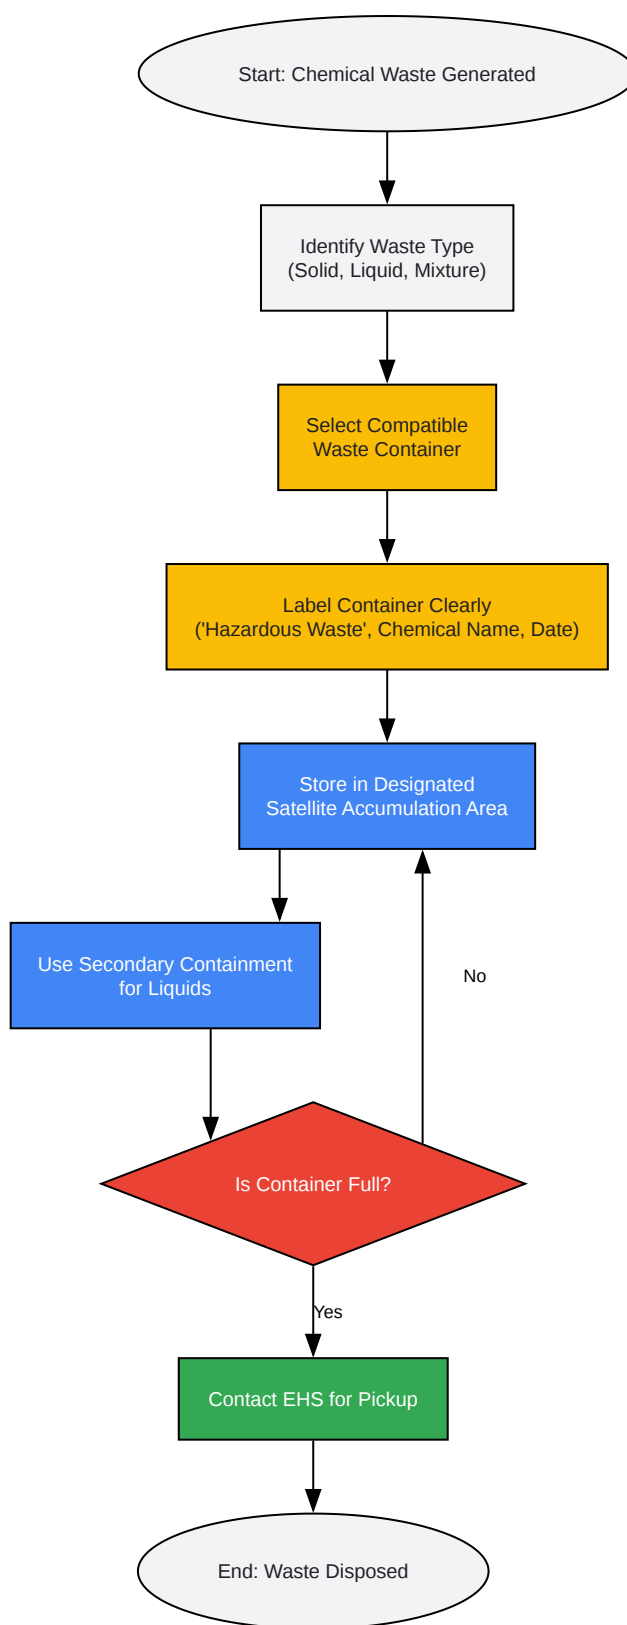 Start: Chemical Waste Generated
Identify Waste Type
(Solid, Liquid, Mixture)
Select Compatible
Waste Container
Label Container Clearly
('Hazardous Waste', Chemical Name, Date)
Store in Designated
Satellite Accumulation Area
Use Secondary Containment
for Liquids
No
Is Container Full?
Yes
Contact EHS for Pickup
End: Waste Disposed